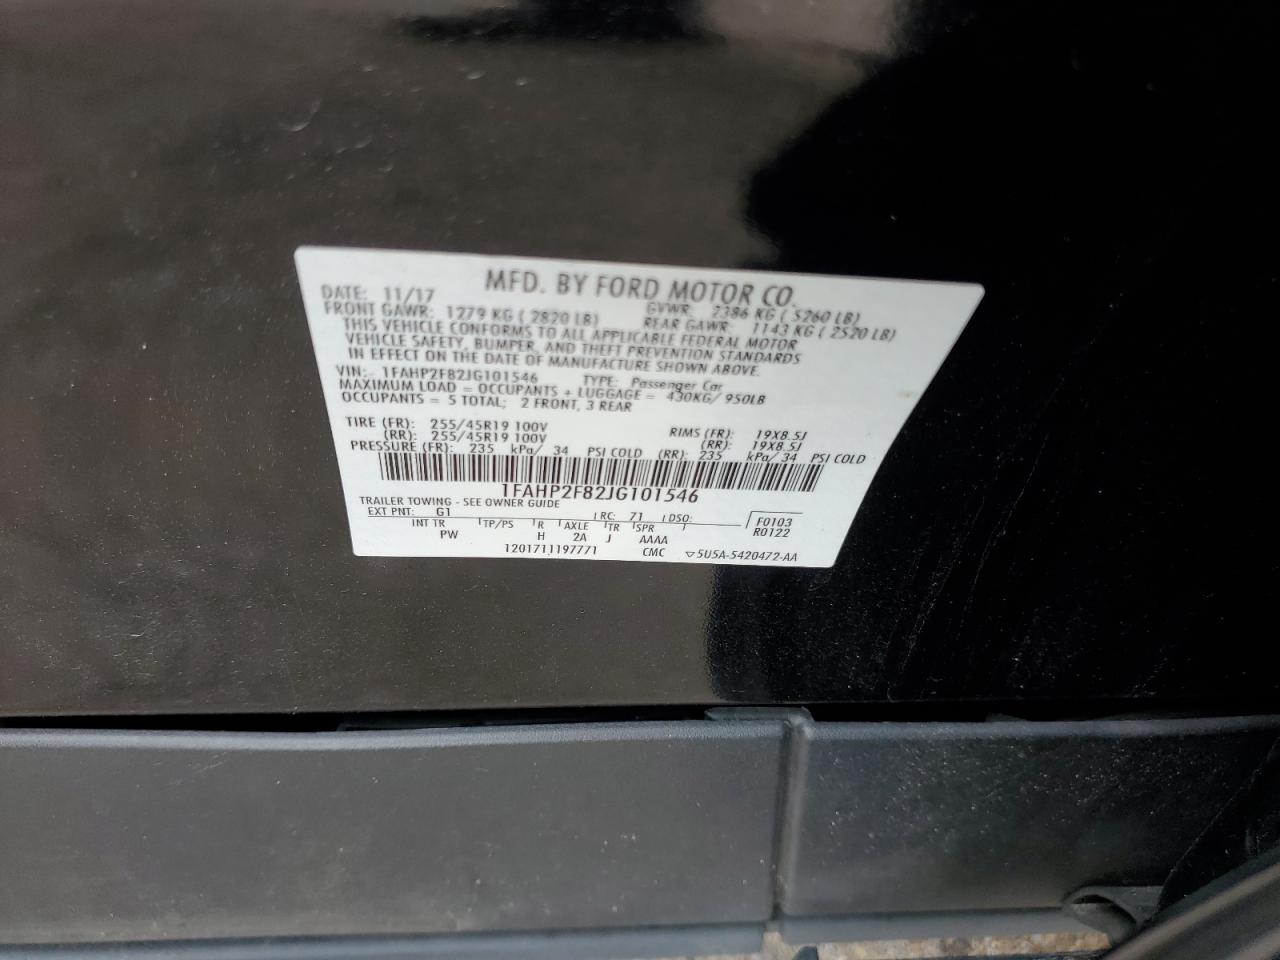 MFD. BY FORD MOTOR CO.
DATE: 11/17 GVWR: 2386 KG ( 5260 LB)
FRONT GAWR: 1279 KG ( 2820 LB) REAR GAWR: 1143 KG ( 2520 LB)
THIS VEHICLE CONFORMS TO ALL APPLICABLE FEDERAL MOTOR
VEHICLE SAFETY, BUMPER, AND THEFT PREVENTION STANDARDS
IN EFFECT ON THE DATE OF MANUFACTURE SHOWN ABOVE.
VIN: 1FAHP2F82JG101546 TYPE: Passenger Car
MAXIMUM LOAD = OCCUPANTS + LUGGAGE = 430KG/ 950LB
OCCUPANTS = 5 TOTAL; 2 FRONT, 3 REAR
TIRE (FR): 255/45R19 100V RIMS (FR): 19X8.5J
(RR): 255/45R19 100V (RR): 19X8.5J
PRESSURE (FR): 235 kPa/ 34 PSI COLD (RR): 235 kPa/ 34 PSI COLD
1FAHP2F82JG101546
TRAILER TOWING - SEE OWNER GUIDE
EXT PNT: G1 RC: 71 DSO: F0103
INT TR TP/PS R AXLE TR SPR R0122
PW H 2A J AAAA
1201711197771 CMC ▽5U5A-5420472-AA